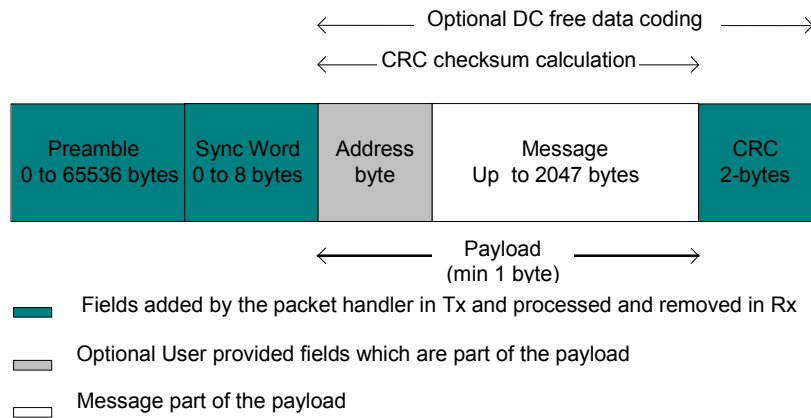 Optional DC free data coding
CRC checksum calculation
Preamble
0 to 65536 bytes
Sync Word
0 to 8 bytes
Address
byte
Message
Up to 2047 bytes
CRC
2-bytes
Payload
(min 1 byte)
Fields added by the packet handler in Tx and processed and removed in Rx
Optional User provided fields which are part of the payload
Message part of the payload